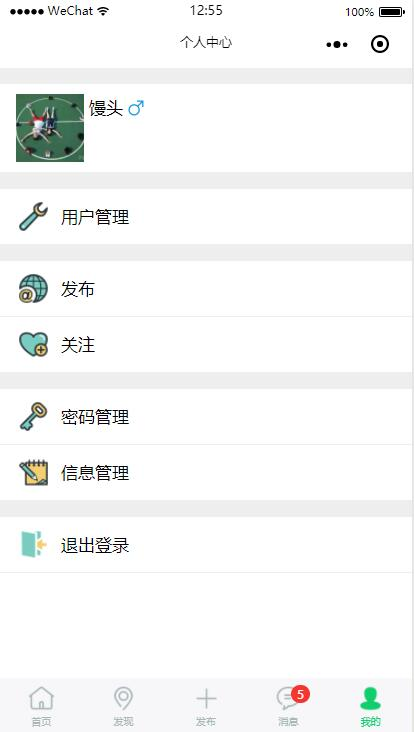 WeChat 12:55 100%
个人中心
馒头
用户管理
发布
关注
密码管理
信息管理
退出登录
5
首页 发现 发布 消息 我的